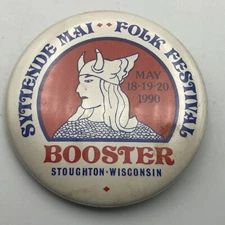 SYTTENDE MAI - FOLK FESTIVAL
MAY
18-19-20
1990
BOOSTER
STOUGHTON-WISCONSIN